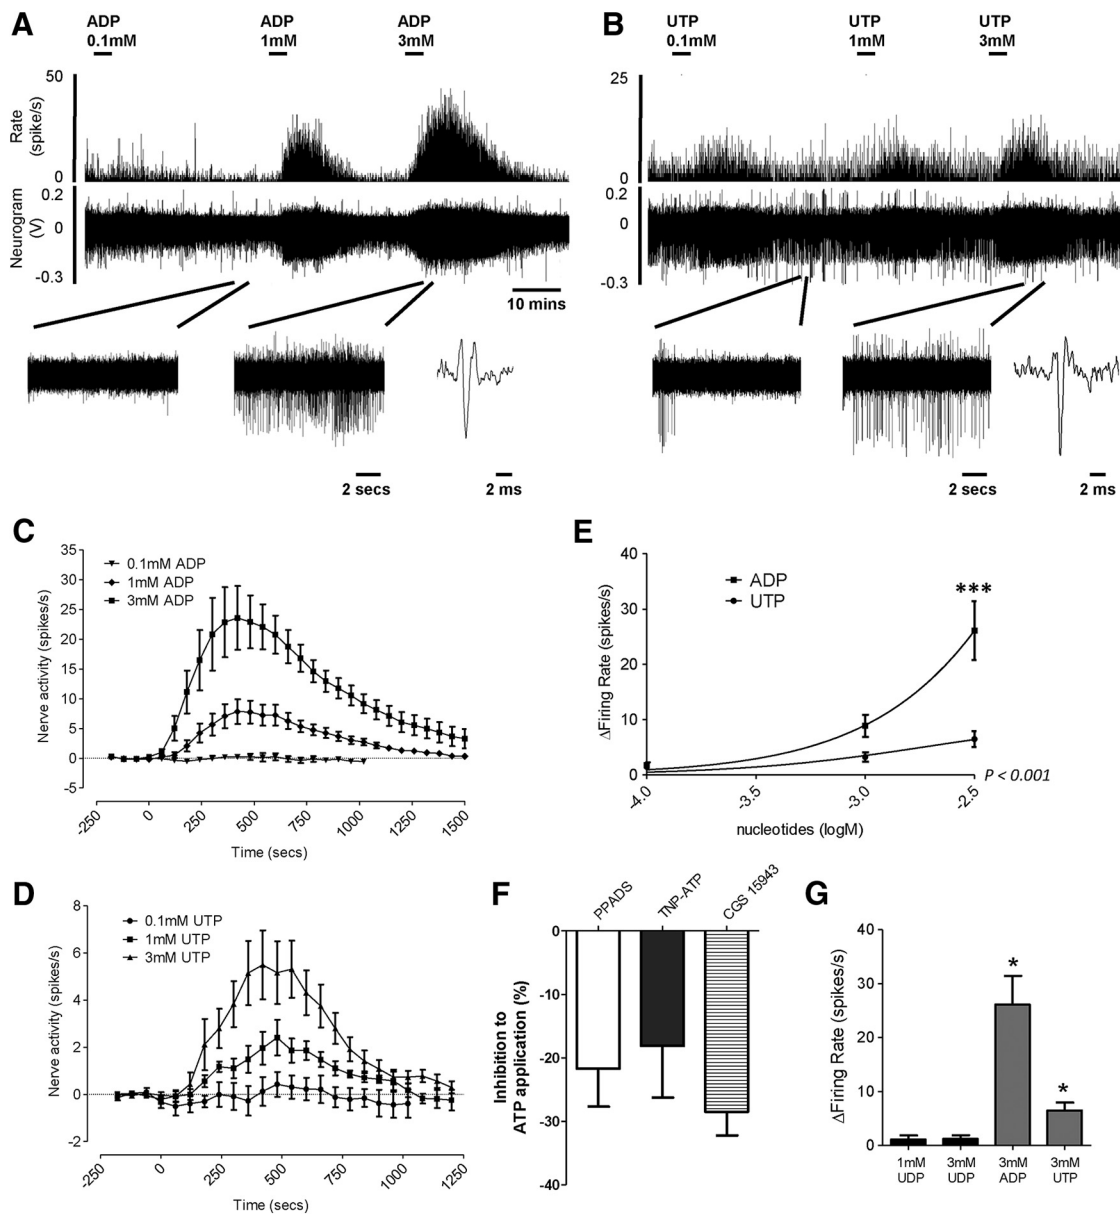 A
ADP
0.1mM
ADP
1mM
ADP
3mM
50
Rate
(spike/s)
0
0.2
Neurogram
(V)
0
-0.3
10 mins
2 secs
2 ms
B
UTP
0.1mM
UTP
1mM
UTP
3mM
25
0
0.2
0
-0.3
2 secs
2 ms
C
35
30
25
20
15
10
5
0
-5
Nerve activity (spikes/s)
0.1mM ADP
1mM ADP
3mM ADP
-250
0
250
500
750
1000
1250
1500
Time (secs)
E
40
30
20
10
0
ΔFiring Rate (spikes/s)
ADP
UTP
***
P < 0.001
-4.0
-3.5
-3.0
-2.5
nucleotides (logM)
D
8
6
4
2
0
-2
Nerve activity (spikes/s)
0.1mM UTP
1mM UTP
3mM UTP
-250
0
250
500
750
1000
1250
Time (secs)
F
PPADS
TNP-ATP
CGS 15943
0
-10
-20
-30
-40
Inhibition to
ATP application (%)
G
40
30
20
10
0
ΔFiring Rate (spikes/s)
*
*
1mM
UDP
3mM
UDP
3mM
ADP
3mM
UTP